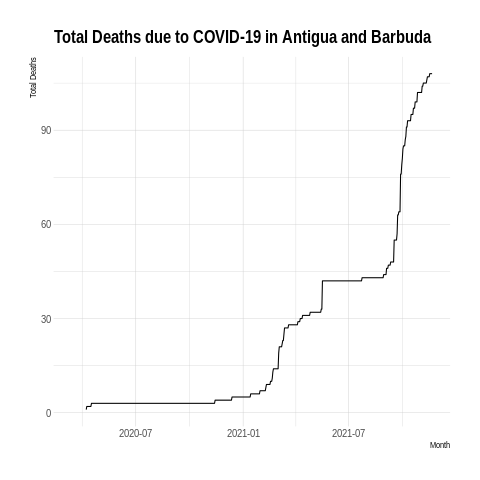 Total Deaths due to COVID-19 in Antigua and Barbuda
Total Deaths
90
60
30
0
2020-07 2021-01 2021-07
Month